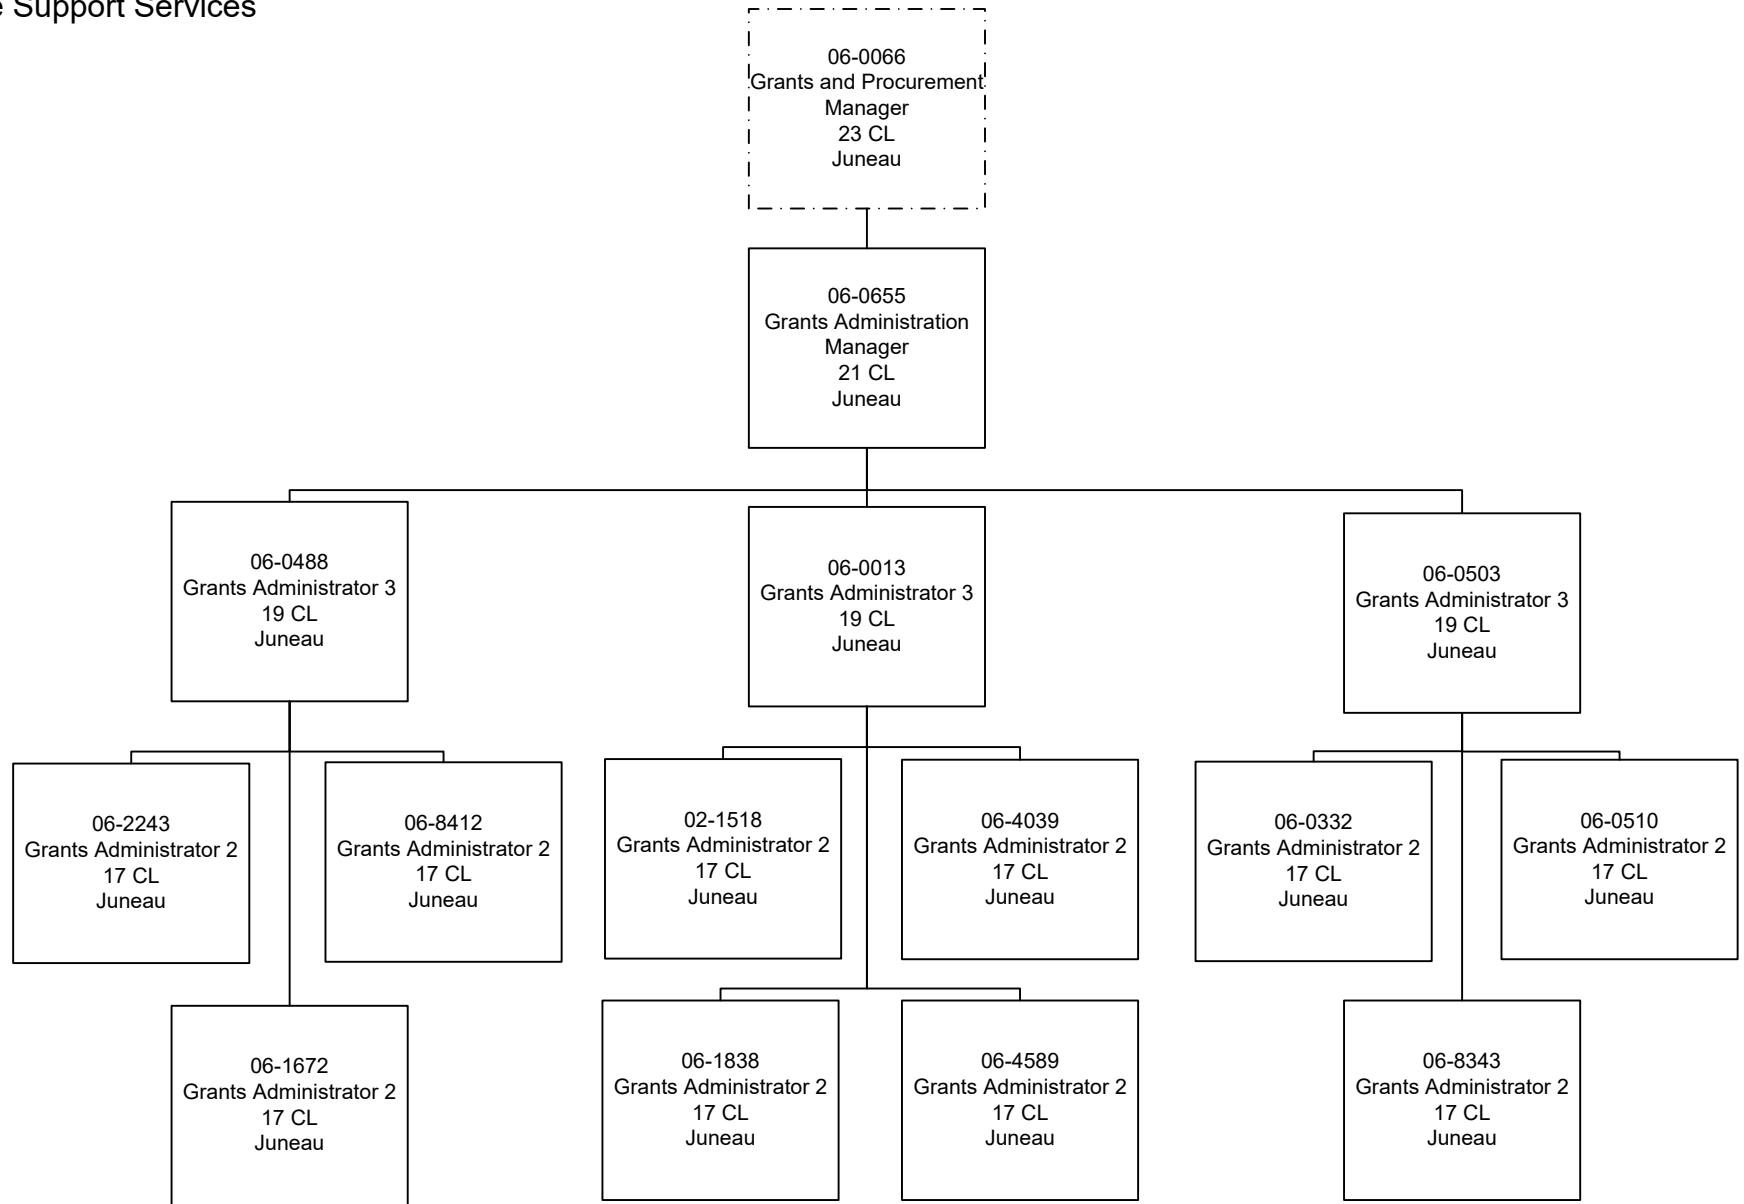 Support Services
06-0066
Grants and Procurement
Manager
23 CL
Juneau
06-0655
Grants Administration
Manager
21 CL
Juneau
06-0488
Grants Administrator 3
19 CL
Juneau
06-0013
Grants Administrator 3
19 CL
Juneau
06-0503
Grants Administrator 3
19 CL
Juneau
06-2243
Grants Administrator 2
17 CL
Juneau
06-8412
Grants Administrator 2
17 CL
Juneau
02-1518
Grants Administrator 2
17 CL
Juneau
06-4039
Grants Administrator 2
17 CL
Juneau
06-0332
Grants Administrator 2
17 CL
Juneau
06-0510
Grants Administrator 2
17 CL
Juneau
06-1672
Grants Administrator 2
17 CL
Juneau
06-1838
Grants Administrator 2
17 CL
Juneau
06-4589
Grants Administrator 2
17 CL
Juneau
06-8343
Grants Administrator 2
17 CL
Juneau